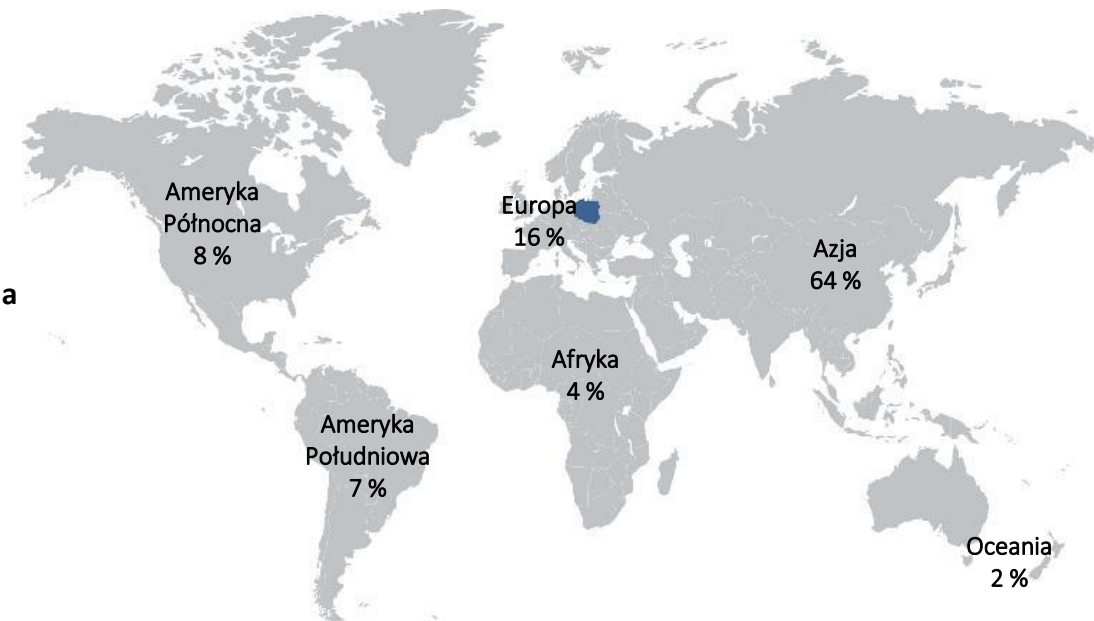 Ameryka
Północna
8 %
Europa
16 %
Azja
64 %
a
Afryka
4 %
Ameryka
Południowa
7 %
Oceania
2 %